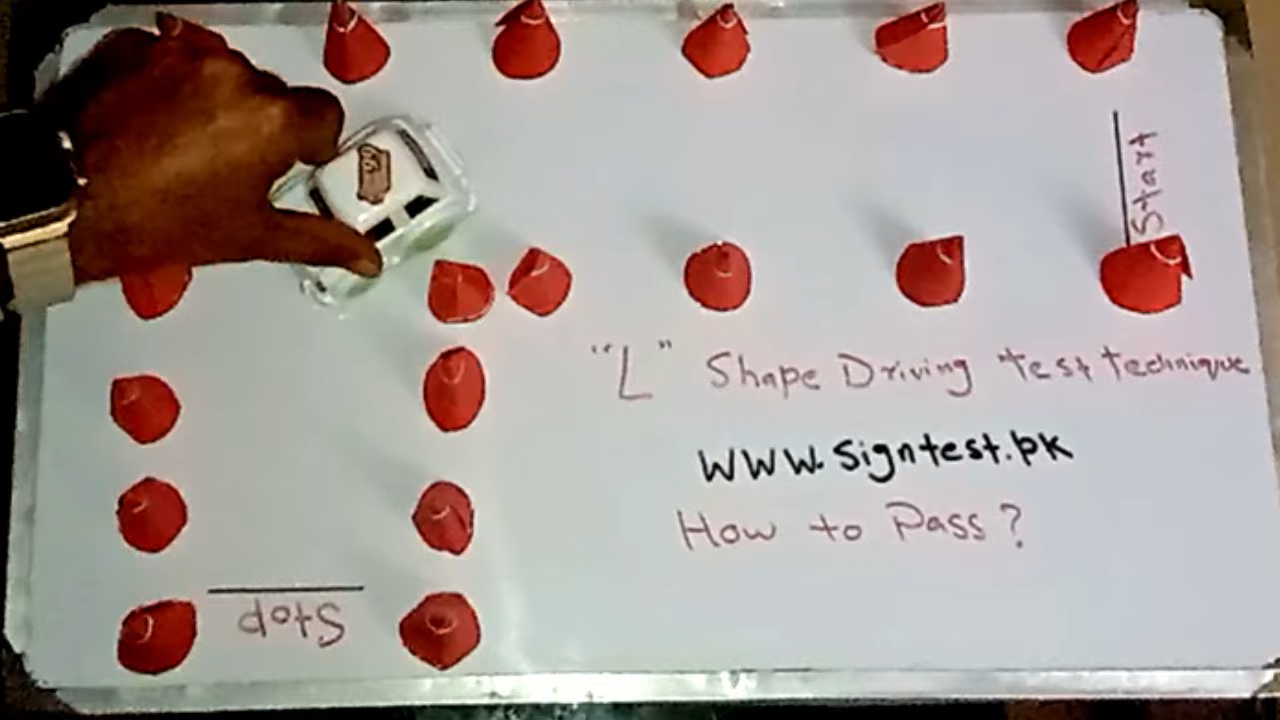 Start
"L" Shape Driving test technique
www.signtest.pk
How to Pass?
Stop